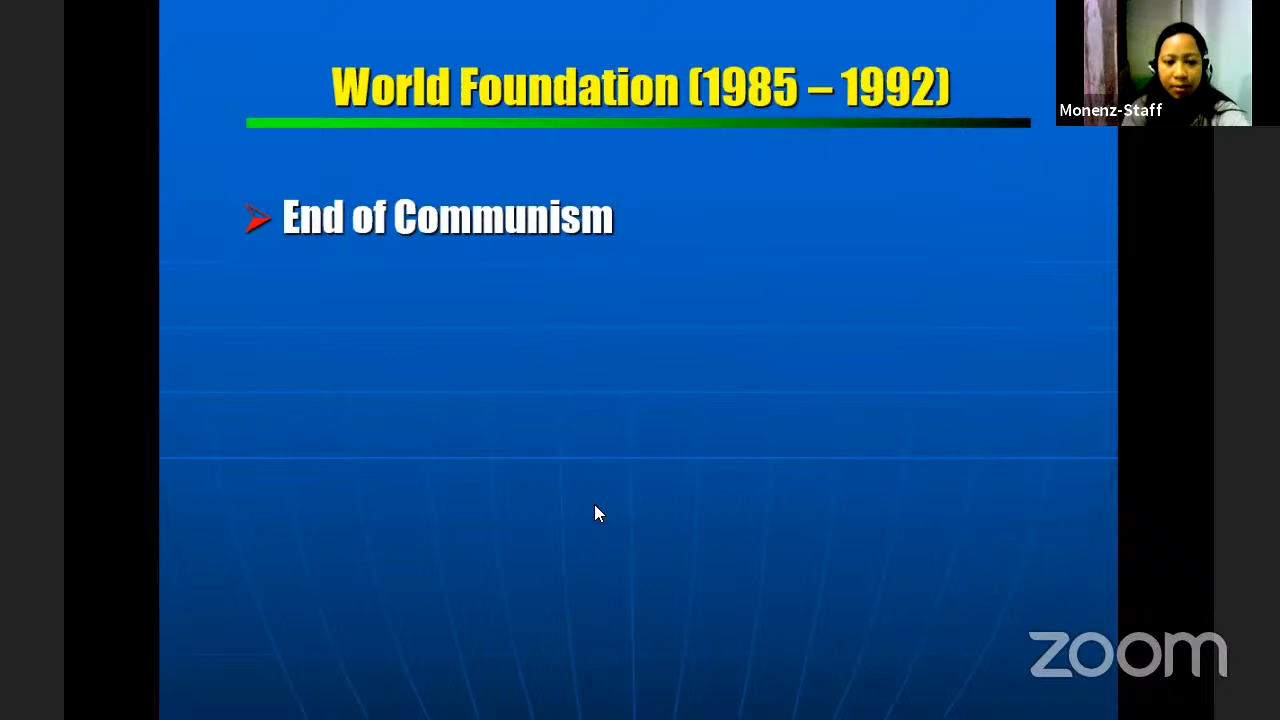 World Foundation (1985 – 1992)
Monenz-Staff
End of Communism
zoom